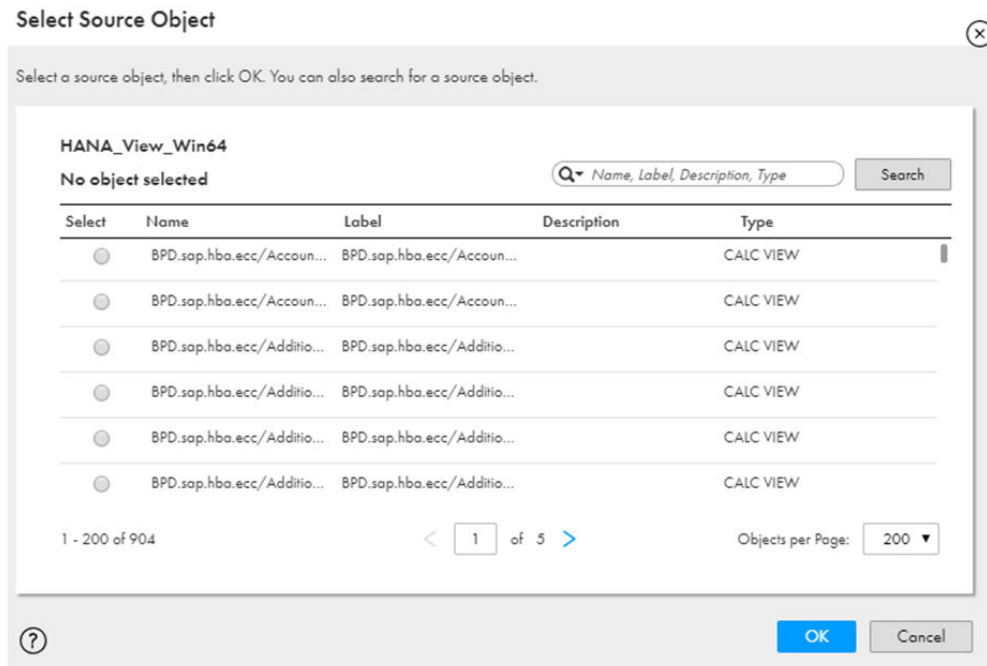 Select Source Object
Select a source object, then click OK. You can also search for a source object.
HANA_View_Win64
No object selected
Name, Label, Description, Type
Search
Select Name Label Description Type
BPD.sap.hba.ecc/Accoun... BPD.sap.hba.ecc/Accoun... CALC VIEW
BPD.sap.hba.ecc/Accoun... BPD.sap.hba.ecc/Accoun... CALC VIEW
BPD.sap.hba.ecc/Additio... BPD.sap.hba.ecc/Additio... CALC VIEW
BPD.sap.hba.ecc/Additio... BPD.sap.hba.ecc/Additio... CALC VIEW
BPD.sap.hba.ecc/Additio... BPD.sap.hba.ecc/Additio... CALC VIEW
BPD.sap.hba.ecc/Additio... BPD.sap.hba.ecc/Additio... CALC VIEW
1 - 200 of 904 < 1 of 5 > Objects per Page: 200
? OK Cancel